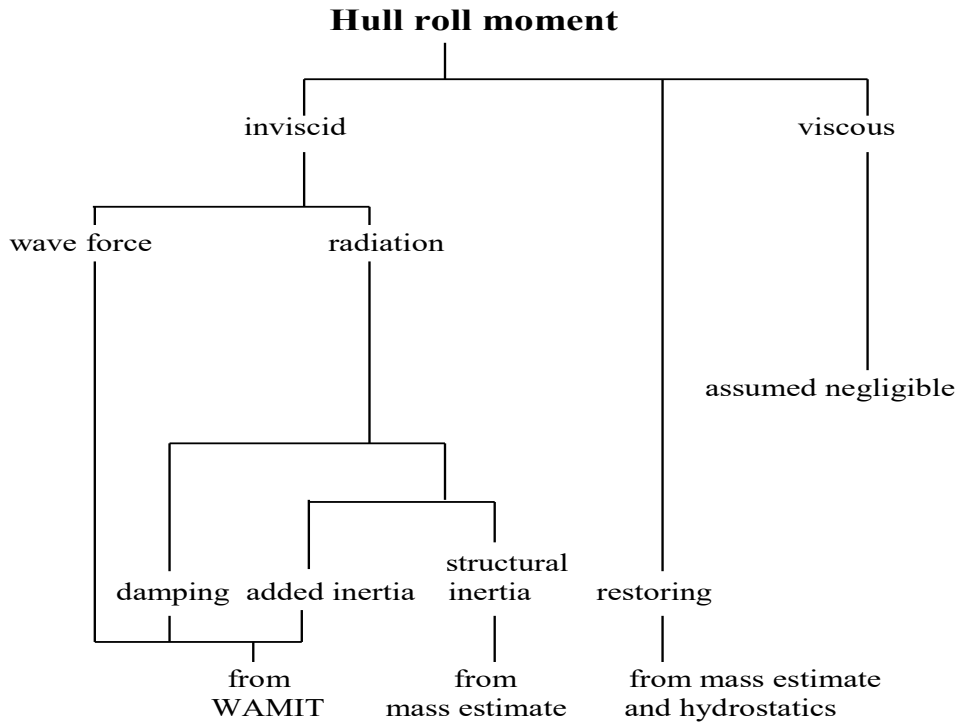 Hull roll moment
inviscid
viscous
wave force
radiation
assumed negligible
damping
added inertia
structural
inertia
restoring
from
WAMIT
from
mass estimate
from mass estimate
and hydrostatics